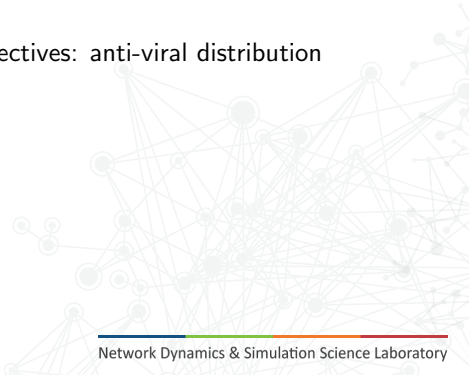 ectives: anti-viral distribution
Network Dynamics & Simulation Science Laboratory